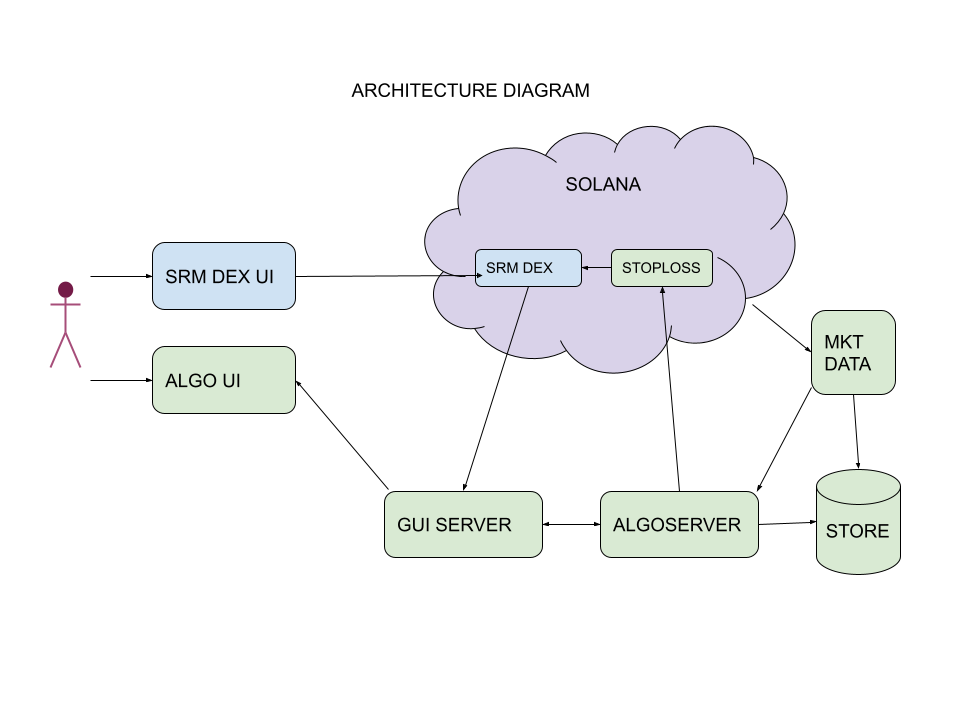 ARCHITECTURE DIAGRAM
SOLANA
SRM DEX UI
SRM DEX
STOPLOSS
ALGO UI
MKT
DATA
GUI SERVER
ALGOSERVER
STORE